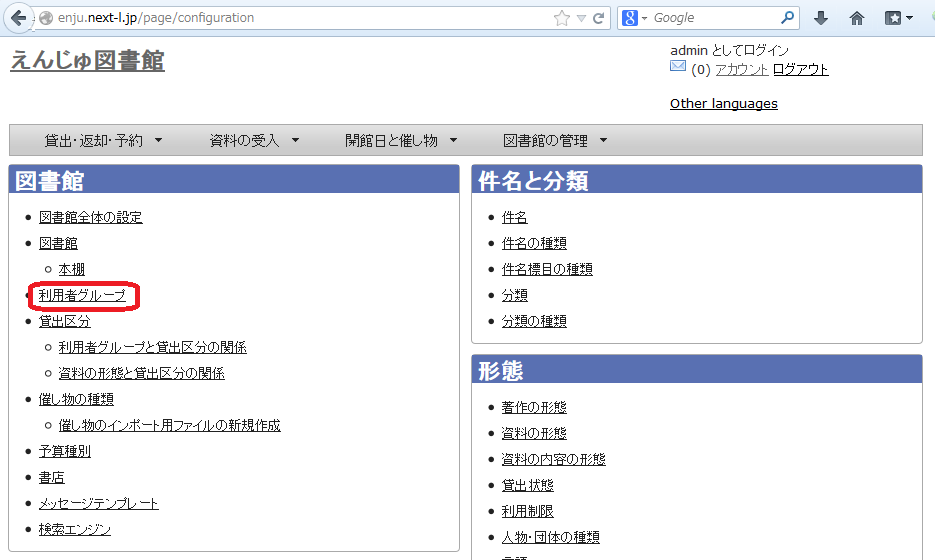 enju.next-l.jp/page/configuration
Google
えんじゅ図書館
admin としてログイン
(0) アカウント ログアウト
Other languages
貸出・返却・予約 資料の受入 開館日と催し物 図書館の管理
図書館
図書館全体の設定
図書館
本棚
利用者グループ
貸出区分
利用者グループと貸出区分の関係
資料の形態と貸出区分の関係
催し物の種類
催し物のインポート用ファイルの新規作成
予算種別
書店
メッセージテンプレート
検索エンジン
件名と分類
件名
件名の種類
件名標目の種類
分類
分類の種類
形態
著作の形態
資料の形態
資料の内容の形態
貸出状態
利用制限
人物・団体の種類